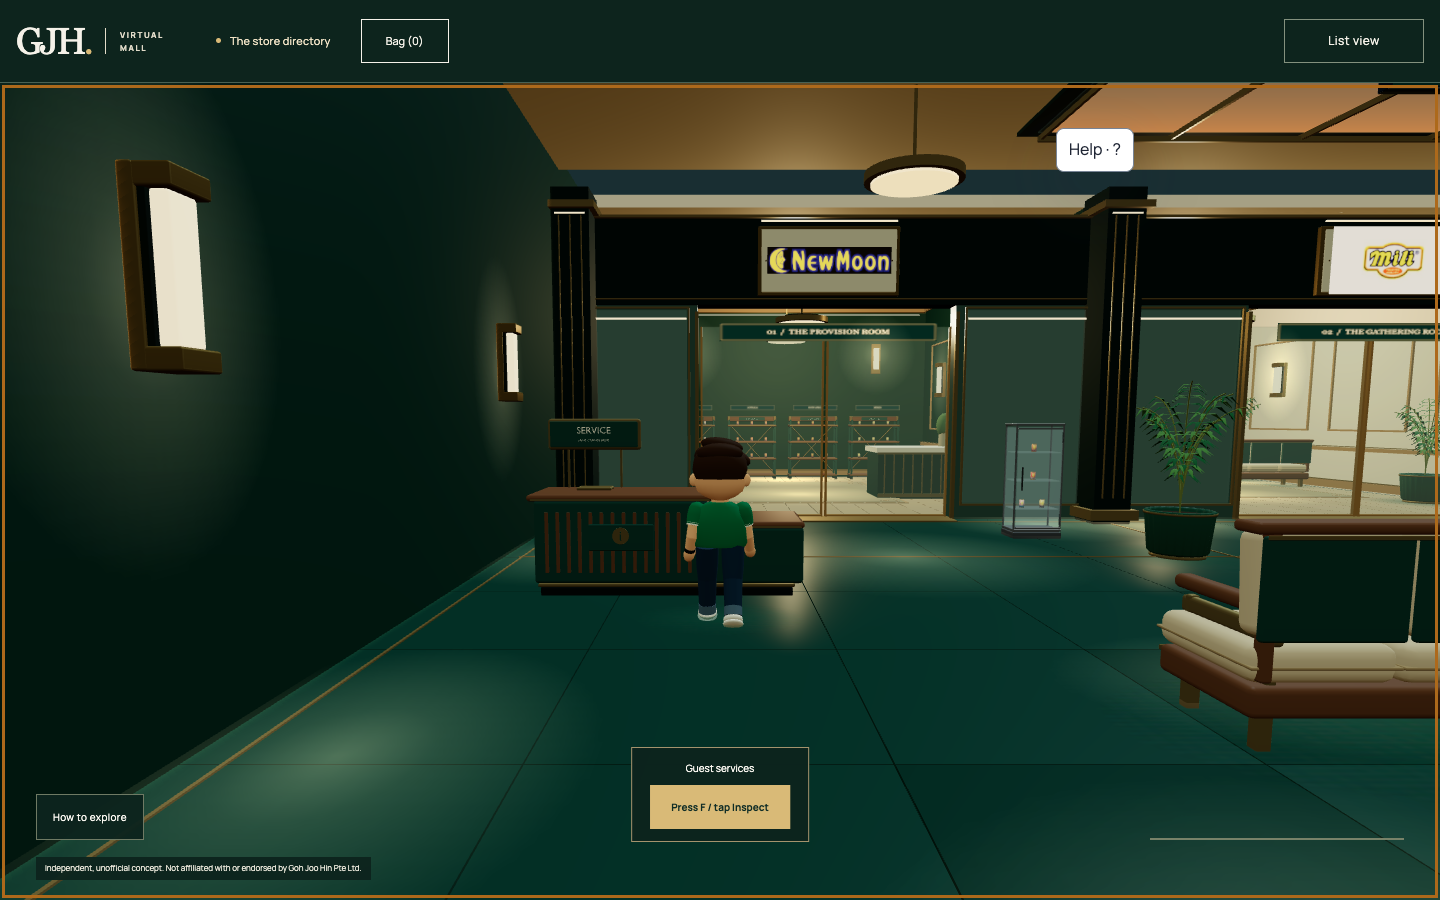 GJH.
VIRTUAL
MALL
The store directory
Bag (0)
List view
Help · ?
NewMoon
Mili
01 / THE PROVISION ROOM
02 / THE GATHERING
SERVICE
Guest services
Press F / tap Inspect
How to explore
Independent, unofficial concept. Not affiliated with or endorsed by Goh Joo Hin Pte Ltd.